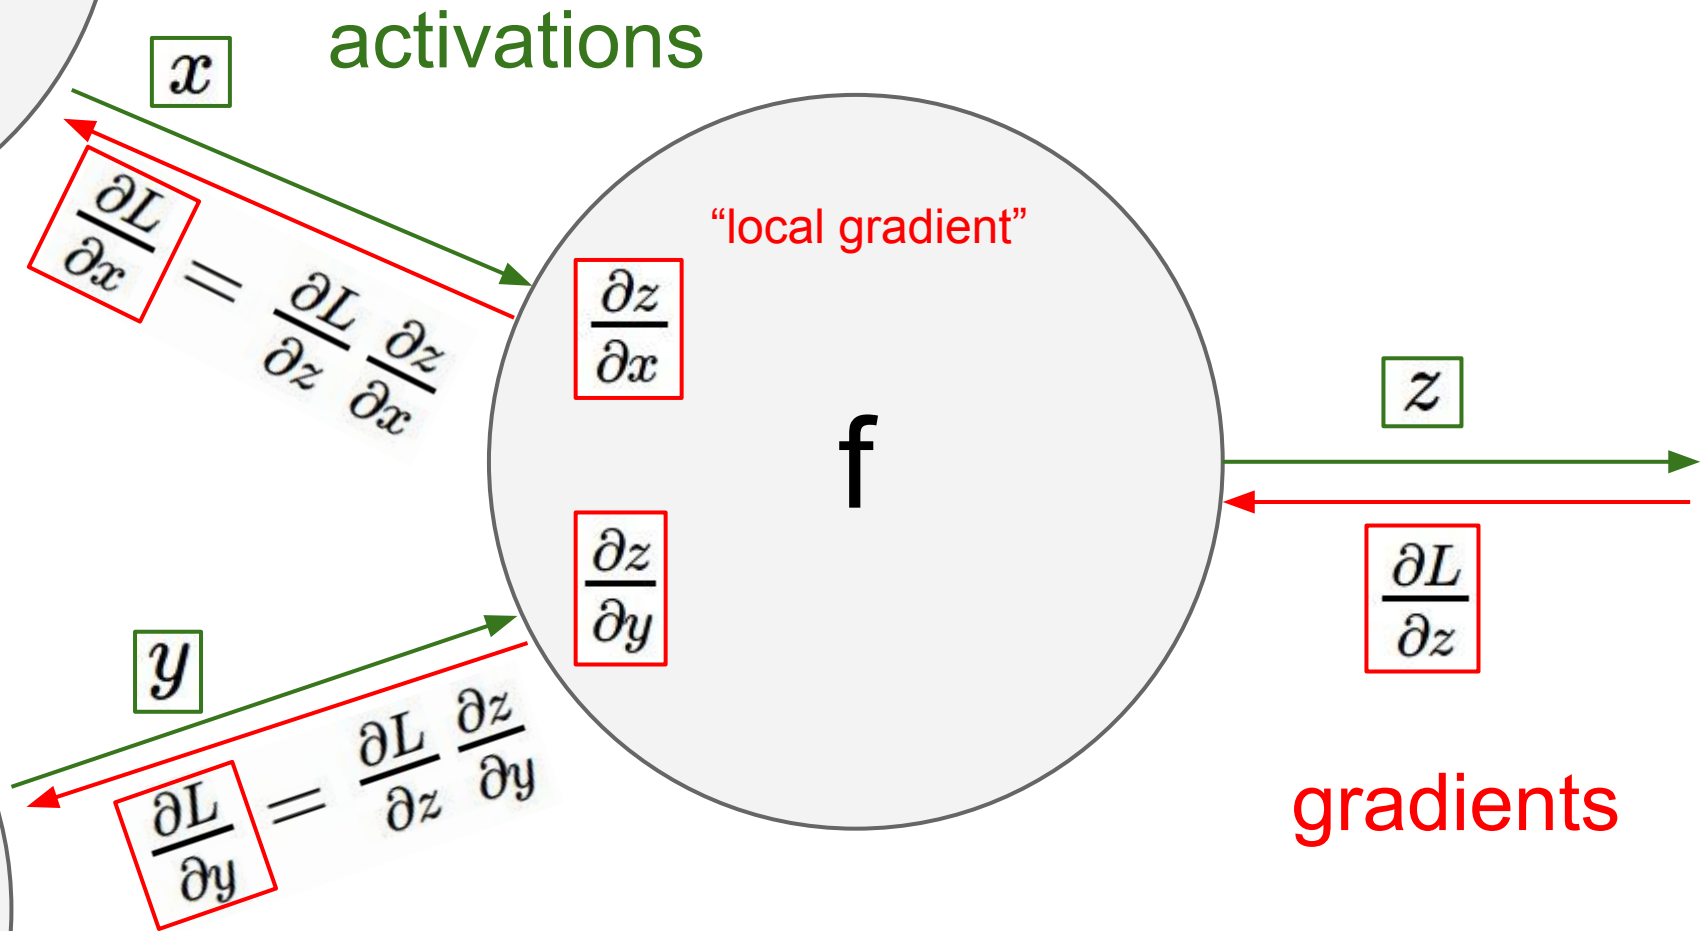 activations
x
“local gradient”
∂L/∂x = ∂L/∂z ∂z/∂x
∂z/∂x
f
z
∂z/∂y
∂L/∂z
y
∂L/∂y = ∂L/∂z ∂z/∂y
gradients